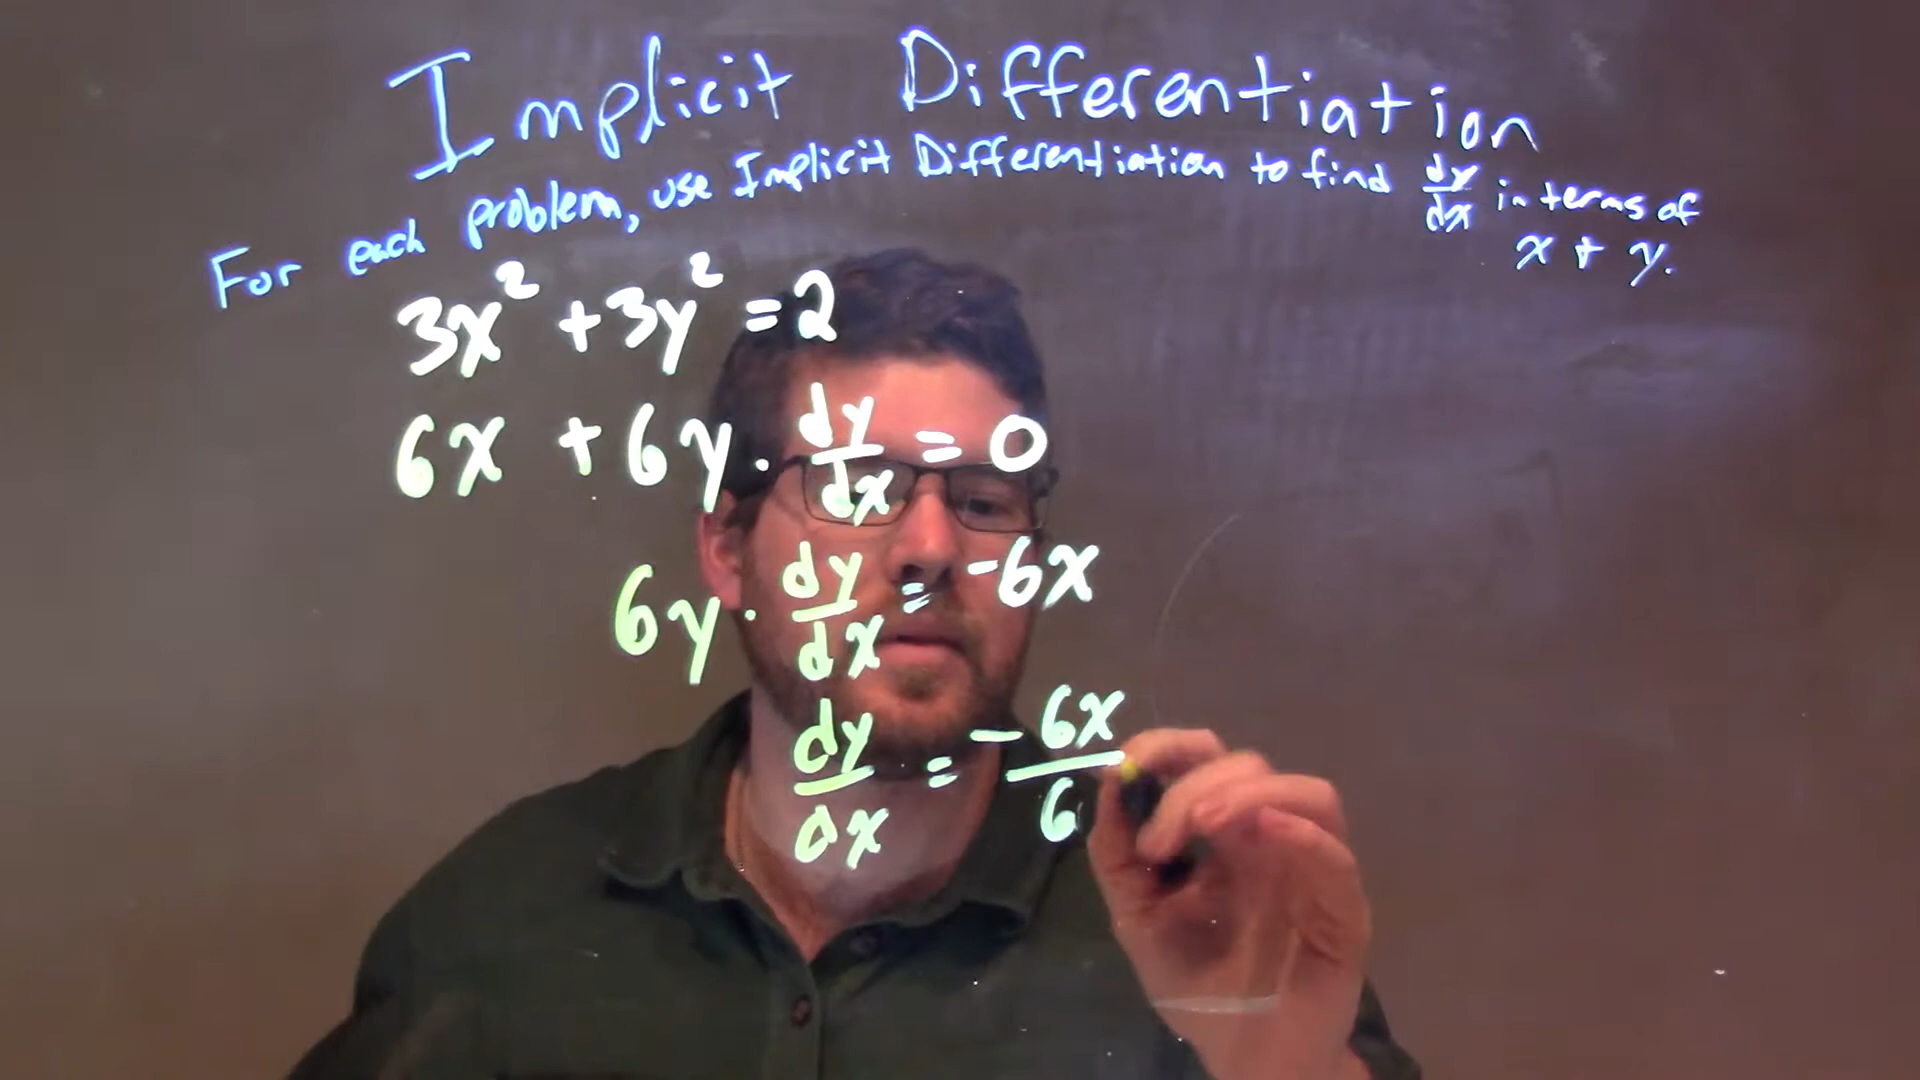 Implicit Differentiation
For each problem, use Implicit Differentiation to find dy/dx in terms of
x + y.
3x² + 3y² = 2
6x + 6y · dy/dx = 0
6y · dy/dx = -6x
dy/dx = -6x/6